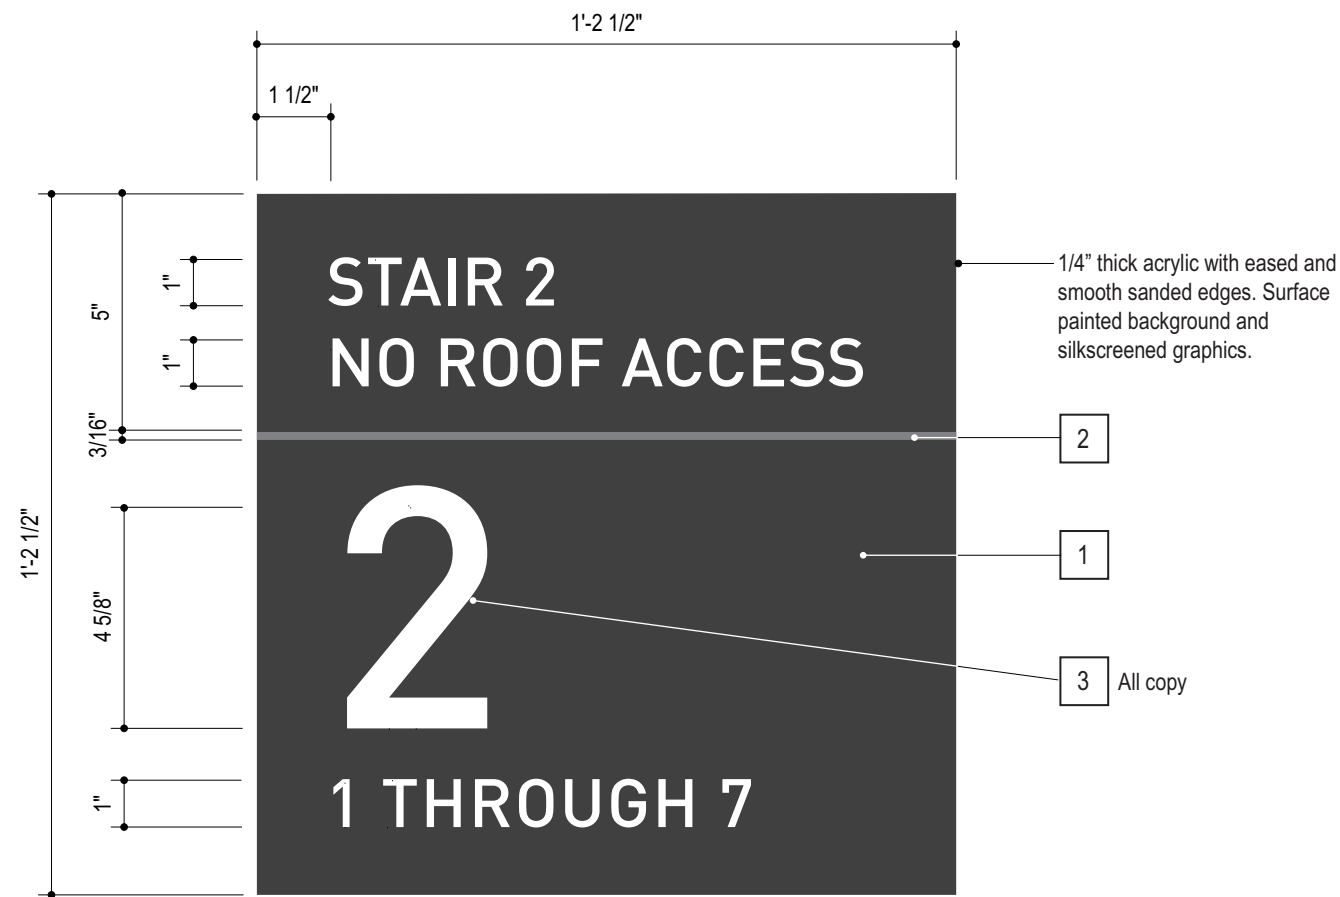 1'-2 1/2"
1 1/2"
STAIR 2
NO ROOF ACCESS
1"
1"
5"
3/16"
1/4” thick acrylic with eased and
smooth sanded edges. Surface
painted background and
silkscreened graphics.
2
2
1
1'-2 1/2"
4 5/8"
3 All copy
1 THROUGH 7
1"